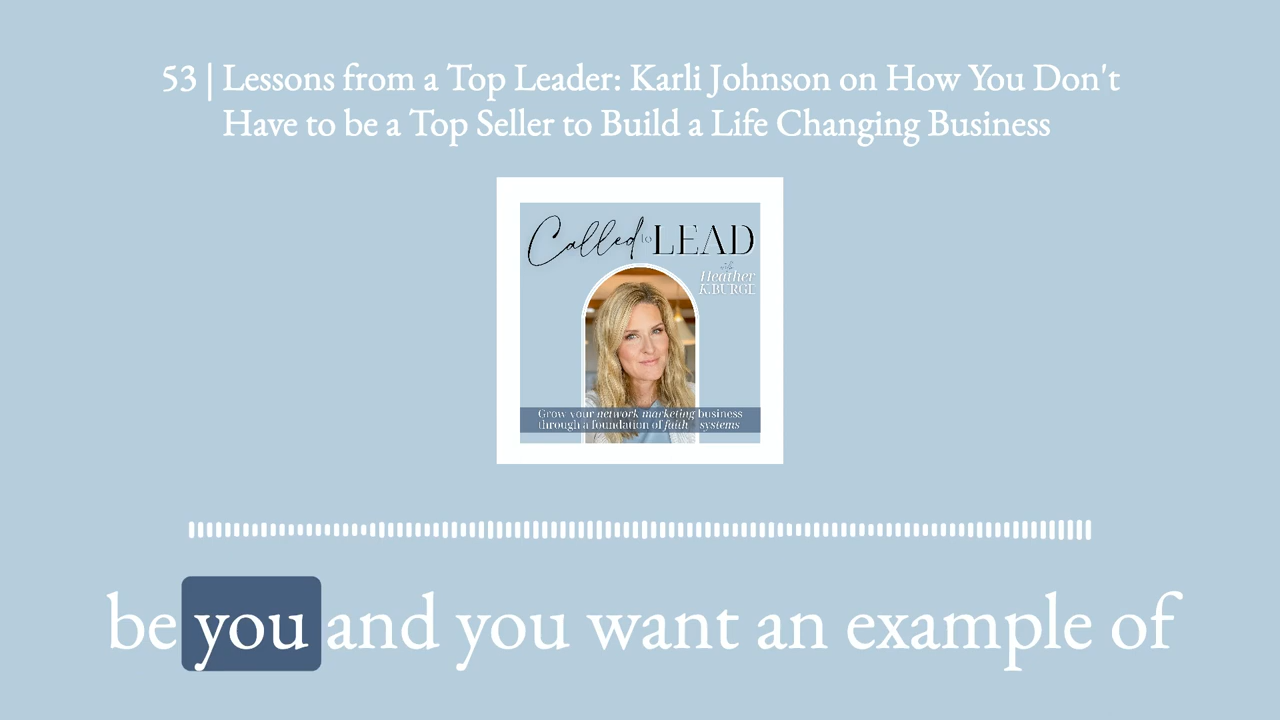 53 | Lessons from a Top Leader: Karli Johnson on How You Don't
Have to be a Top Seller to Build a Life Changing Business
Called to LEAD
with
Heather
K.BURGE
Grow your network marketing business
through a foundation of faith + systems
be you and you want an example of